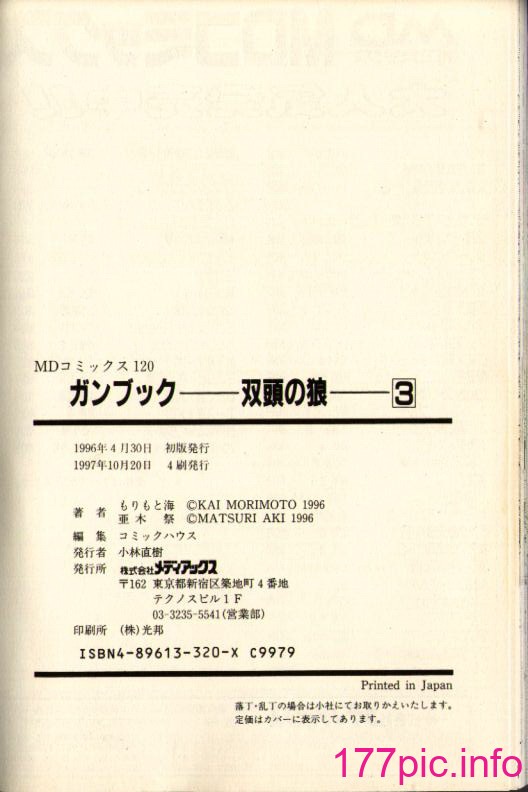 MDコミックス120
ガンブック――双頭の狼――3
1996年4月30日 初版発行
1997年10月20日 4刷発行
著 者 もりもと海 ©KAI MORIMOTO 1996
亜木 祭 ©MATSURI AKI 1996
編 集 コミックハウス
発行者 小林直樹
発行所 株式会社メディアックス
〒162 東京都新宿区築地町4番地
テクノスビル1F
03-3235-5541(営業部)
印刷所 (株)光邦
ISBN4-89613-320-X C9979
Printed in Japan
落丁・乱丁の場合は小社にてお取りかえいたします。
定価はカバーに表示してあります。
177pic.info